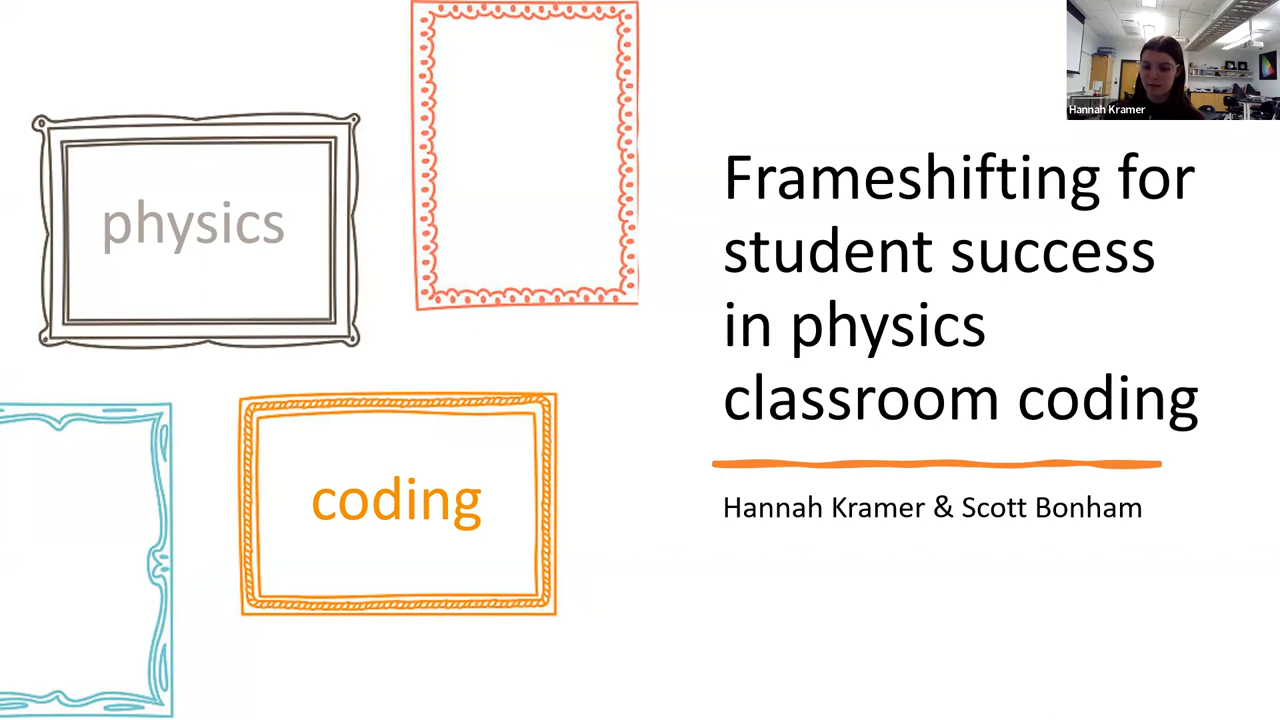 Hannah Kramer
physics
coding
Frameshifting for
student success
in physics
classroom coding
Hannah Kramer & Scott Bonham